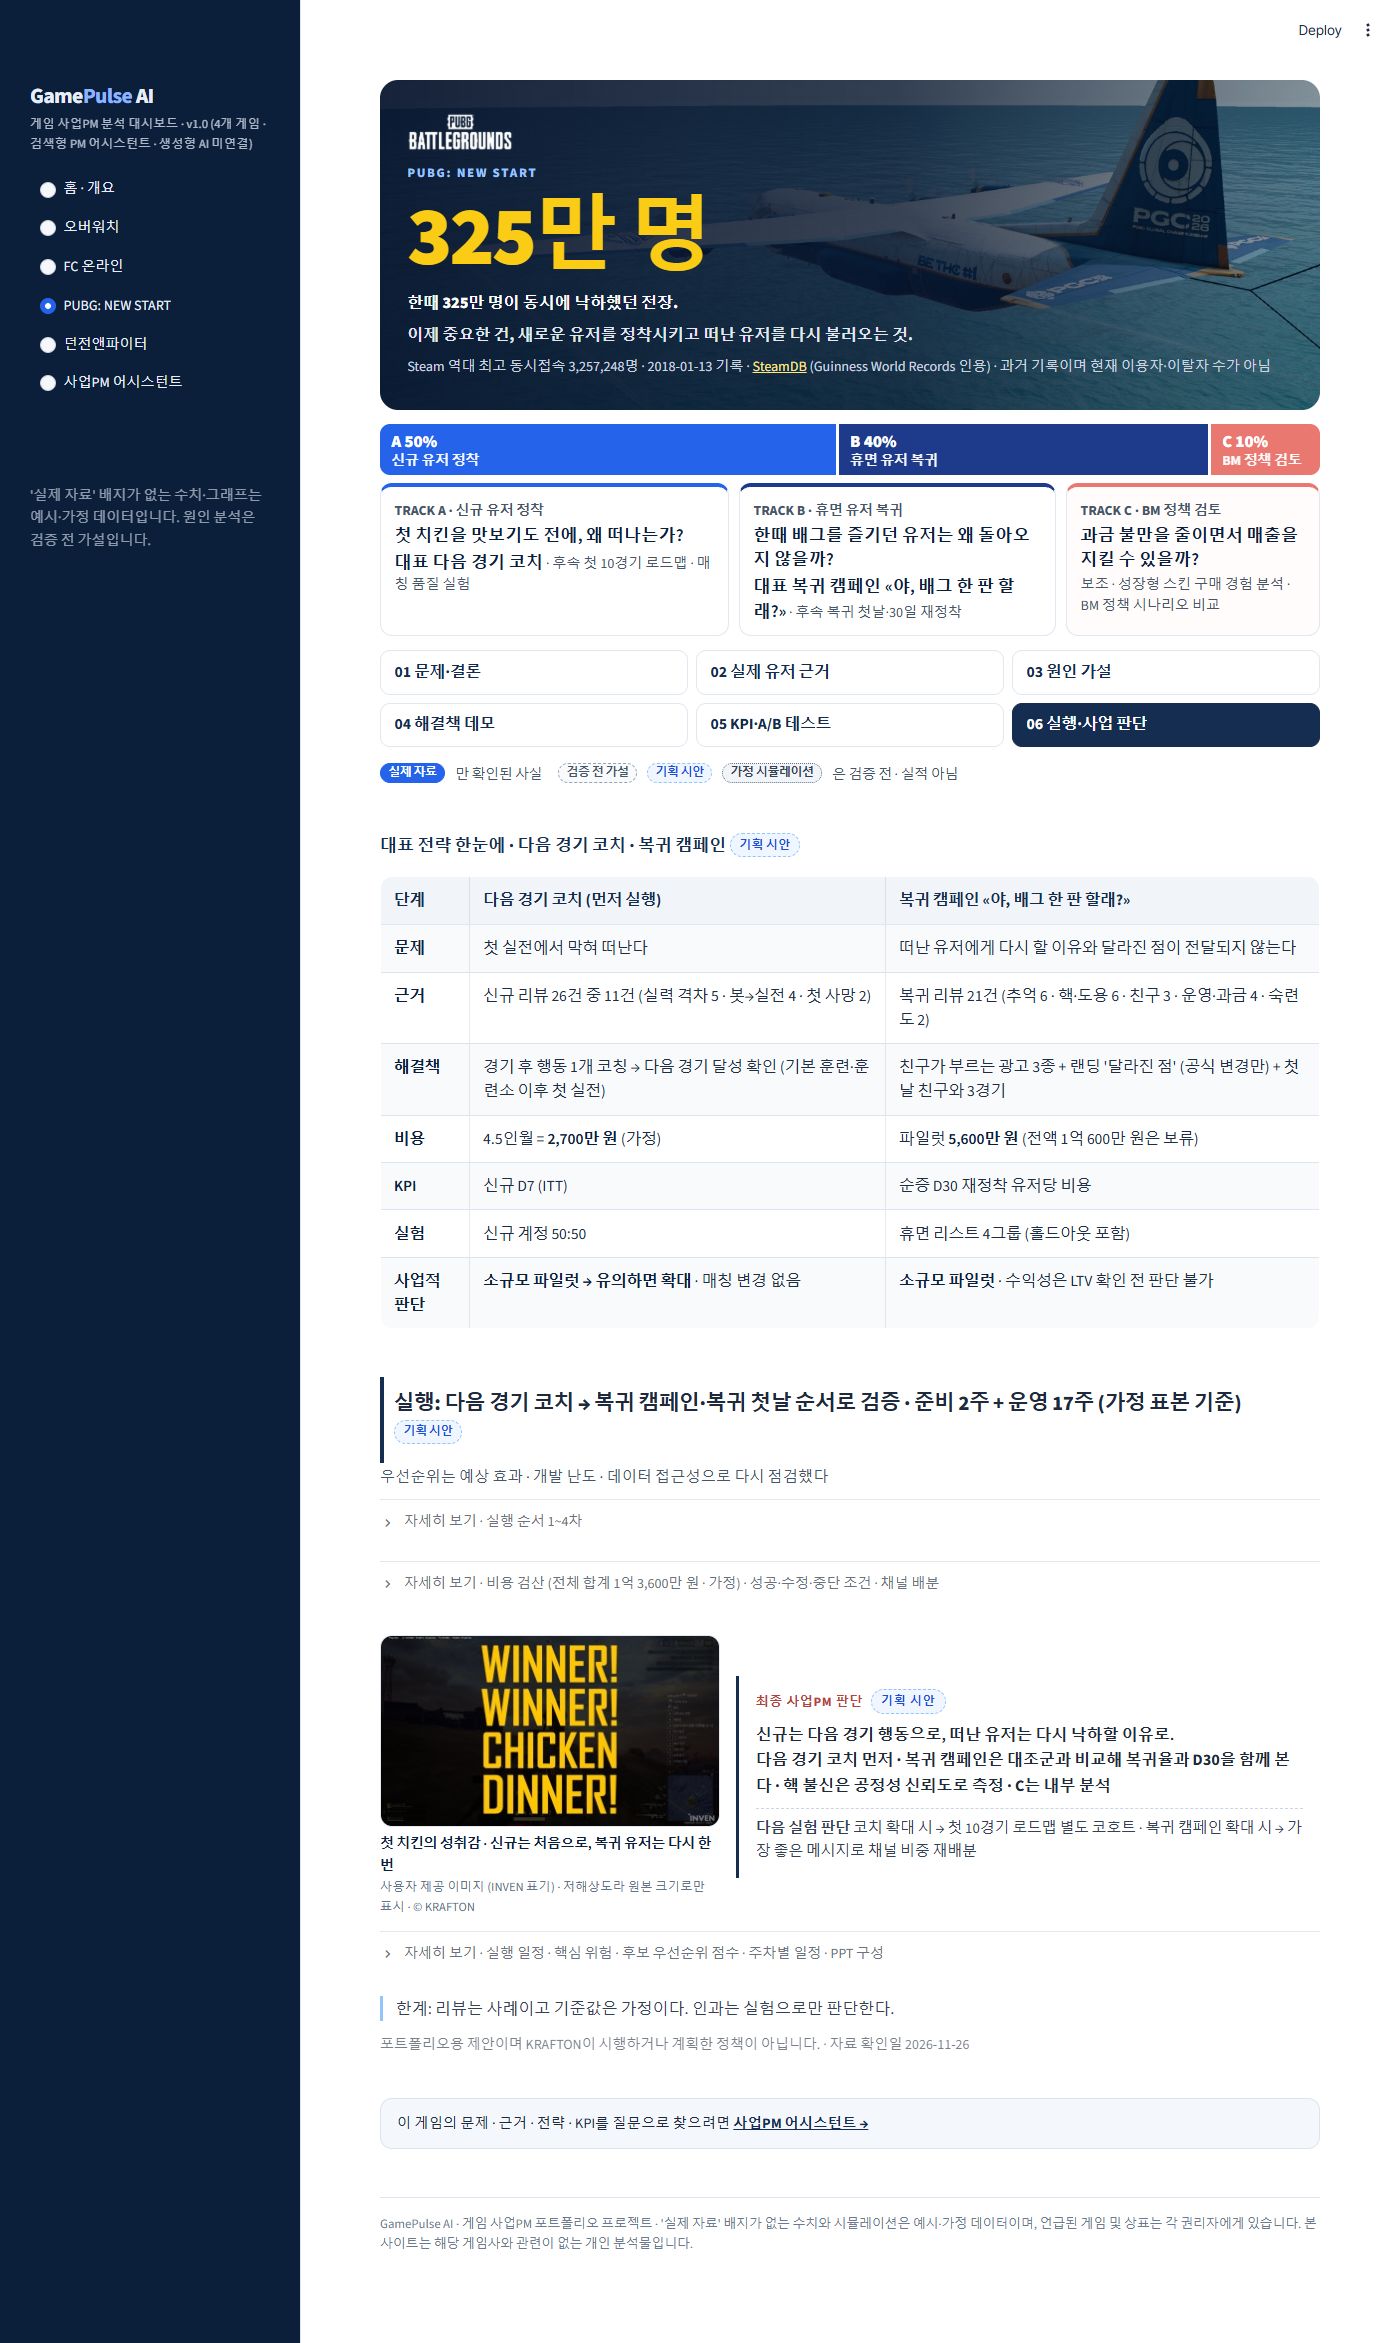 Deploy
GamePulse AI
게임 사업PM 분석 대시보드 · v1.0 (4개 게임 ·
검색형 PM 어시스턴트 · 생성형 AI 미연결)
홈 · 개요
오버워치
FC 온라인
PUBG: NEW START
던전앤파이터
사업PM 어시스턴트
'실제 자료' 배지가 없는 수치·그래프는
예시·가정 데이터입니다. 원인 분석은
검증 전 가설입니다.
PUBG
BATTLEGROUNDS
PUBG: NEW START
325만 명
한때 325만 명이 동시에 낙하했던 전장.
이제 중요한 건, 새로운 유저를 정착시키고 떠난 유저를 다시 불러오는 것.
Steam 역대 최고 동시접속 3,257,248명 · 2018-01-13 기록 · SteamDB (Guinness World Records 인용) · 과거 기록이며 현재 이용자·이탈자 수가 아님
PGC 2026
BE THE #1
PGC
A 50%
신규 유저 정착
B 40%
휴면 유저 복귀
C 10%
BM 정책 검토
TRACK A · 신규 유저 정착
첫 치킨을 맛보기도 전에, 왜 떠나는가?
대표 다음 경기 코치 · 후속 첫 10경기 로드맵 · 매
칭 품질 실험
TRACK B · 휴면 유저 복귀
한때 배그를 즐기던 유저는 왜 돌아오
지 않을까?
대표 복귀 캠페인 «야, 배그 한 판 할
래?» · 후속 복귀 첫날·30일 재정착
TRACK C · BM 정책 검토
과금 불만을 줄이면서 매출을
지킬 수 있을까?
보조 · 성장형 스킨 구매 경험 분석 ·
BM 정책 시나리오 비교
01 문제·결론
02 실제 유저 근거
03 원인 가설
04 해결책 데모
05 KPI·A/B 테스트
06 실행·사업 판단
실제 자료 만 확인된 사실 검증 전 가설 기획 시안 가정 시뮬레이션 은 검증 전 · 실적 아님
대표 전략 한눈에 · 다음 경기 코치 · 복귀 캠페인 기획 시안
단계 다음 경기 코치 (먼저 실행) 복귀 캠페인 «야, 배그 한 판 할래?»
문제 첫 실전에서 막혀 떠난다 떠난 유저에게 다시 할 이유와 달라진 점이 전달되지 않는다
근거 신규 리뷰 26건 중 11건 (실력 격차 5 · 봇→실전 4 · 첫 사망 2) 복귀 리뷰 21건 (추억 6 · 핵·도용 6 · 친구 3 · 운영·과금 4 · 숙련
도 2)
해결책 경기 후 행동 1개 코칭 → 다음 경기 달성 확인 (기본 훈련·훈
련소 이후 첫 실전)
친구가 부르는 광고 3종 + 랜딩 '달라진 점' (공식 변경만) + 첫
날 친구와 3경기
비용 4.5인월 = 2,700만 원 (가정) 파일럿 5,600만 원 (전액 1억 600만 원은 보류)
KPI 신규 D7 (ITT) 순증 D30 재정착 유저당 비용
실험 신규 계정 50:50 휴면 리스트 4그룹 (홀드아웃 포함)
사업적
판단
소규모 파일럿 → 유의하면 확대 · 매칭 변경 없음 소규모 파일럿 · 수익성은 LTV 확인 전 판단 불가
실행: 다음 경기 코치 → 복귀 캠페인·복귀 첫날 순서로 검증 · 준비 2주 + 운영 17주 (가정 표본 기준)
기획 시안
우선순위는 예상 효과 · 개발 난도 · 데이터 접근성으로 다시 점검했다
자세히 보기 · 실행 순서 1~4차
자세히 보기 · 비용 검산 (전체 합계 1억 3,600만 원 · 가정) · 성공·수정·중단 조건 · 채널 배분
WINNER!
WINNER!
CHICKEN
DINNER!
INVEN
첫 치킨의 성취감 · 신규는 처음으로, 복귀 유저는 다시 한
번
사용자 제공 이미지 (INVEN 표기) · 저해상도라 원본 크기로만
표시 · © KRAFTON
최종 사업PM 판단 기획 시안
신규는 다음 경기 행동으로, 떠난 유저는 다시 낙하할 이유로.
다음 경기 코치 먼저 · 복귀 캠페인은 대조군과 비교해 복귀율과 D30을 함께 본
다 · 핵 불신은 공정성 신뢰도로 측정 · C는 내부 분석
다음 실험 판단 코치 확대 시 → 첫 10경기 로드맵 별도 코호트 · 복귀 캠페인 확대 시 → 가
장 좋은 메시지로 채널 비중 재배분
자세히 보기 · 실행 일정 · 핵심 위험 · 후보 우선순위 점수 · 주차별 일정 · PPT 구성
한계: 리뷰는 사례이고 기준값은 가정이다. 인과는 실험으로만 판단한다.
포트폴리오용 제안이며 KRAFTON이 시행하거나 계획한 정책이 아닙니다. · 자료 확인일 2026-11-26
이 게임의 문제 · 근거 · 전략 · KPI를 질문으로 찾으려면 사업PM 어시스턴트 →
GamePulse AI · 게임 사업PM 포트폴리오 프로젝트 · '실제 자료' 배지가 없는 수치와 시뮬레이션은 예시·가정 데이터이며, 언급된 게임 및 상표는 각 권리자에게 있습니다. 본
사이트는 해당 게임사와 관련이 없는 개인 분석물입니다.